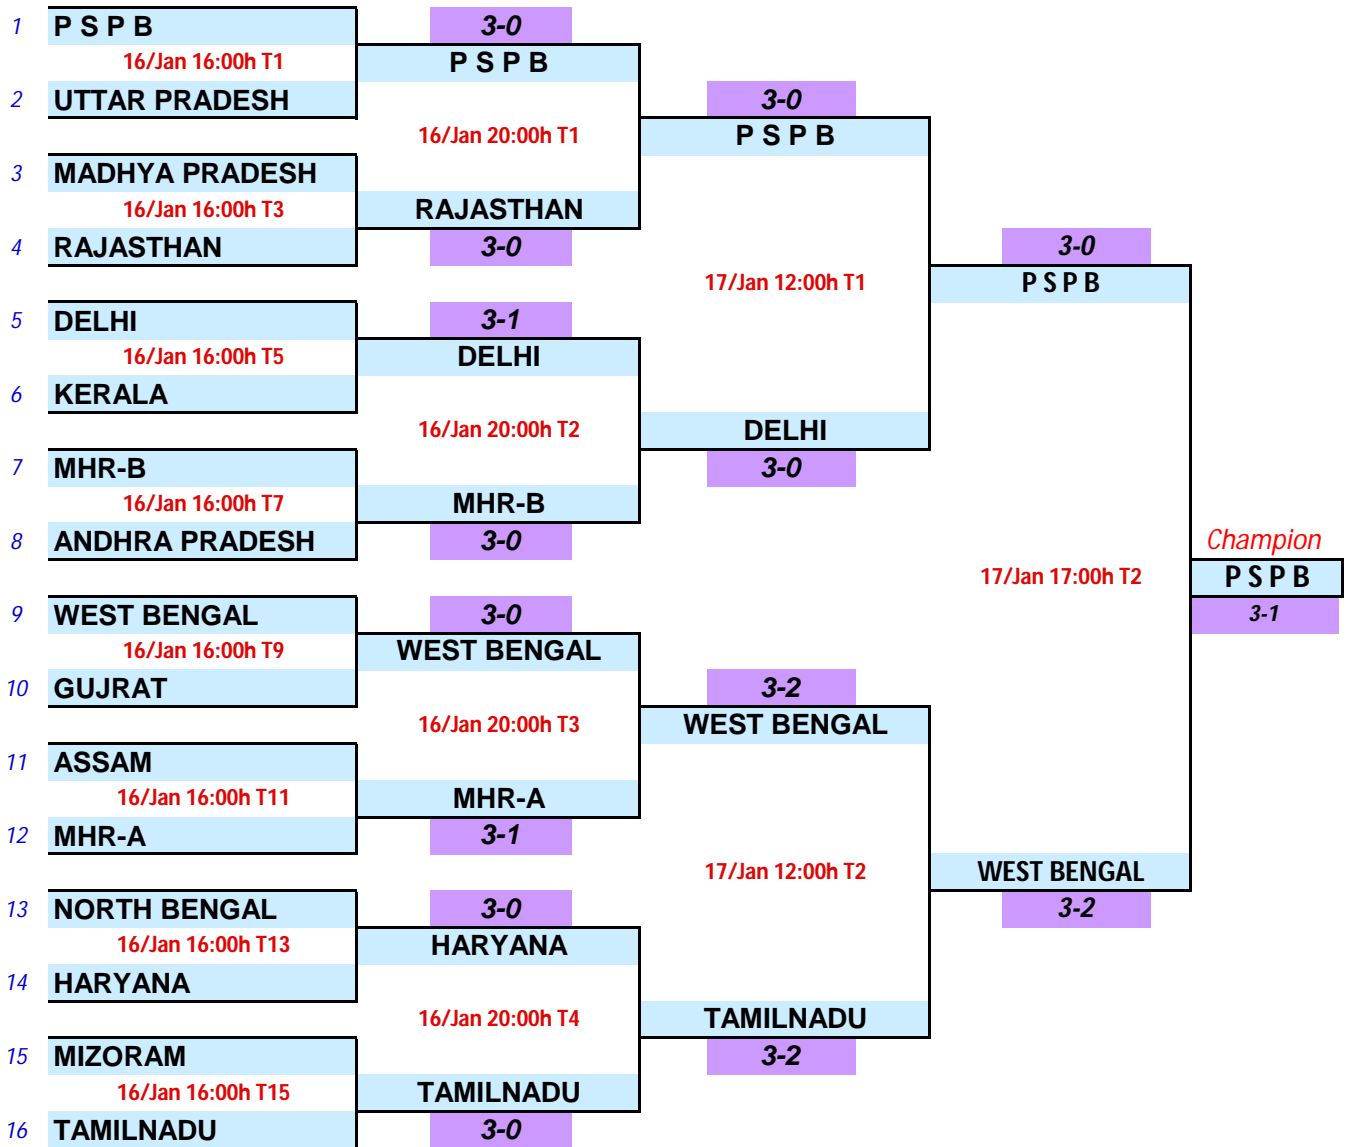 1 P S P B 3-0
16/Jan 16:00h T1 P S P B
2 UTTAR PRADESH 3-0
16/Jan 20:00h T1 P S P B
3 MADHYA PRADESH
16/Jan 16:00h T3 RAJASTHAN
4 RAJASTHAN 3-0 3-0
17/Jan 12:00h T1 P S P B
5 DELHI 3-1
16/Jan 16:00h T5 DELHI
6 KERALA
16/Jan 20:00h T2 DELHI
7 MHR-B 3-0
16/Jan 16:00h T7 MHR-B
8 ANDHRA PRADESH 3-0 Champion
17/Jan 17:00h T2 P S P B
9 WEST BENGAL 3-0 3-1
16/Jan 16:00h T9 WEST BENGAL
10 GUJRAT 3-2
16/Jan 20:00h T3 WEST BENGAL
11 ASSAM
16/Jan 16:00h T11 MHR-A
12 MHR-A 3-1
17/Jan 12:00h T2 WEST BENGAL
13 NORTH BENGAL 3-0 3-2
16/Jan 16:00h T13 HARYANA
14 HARYANA
16/Jan 20:00h T4 TAMILNADU
15 MIZORAM 3-2
16/Jan 16:00h T15 TAMILNADU
16 TAMILNADU 3-0